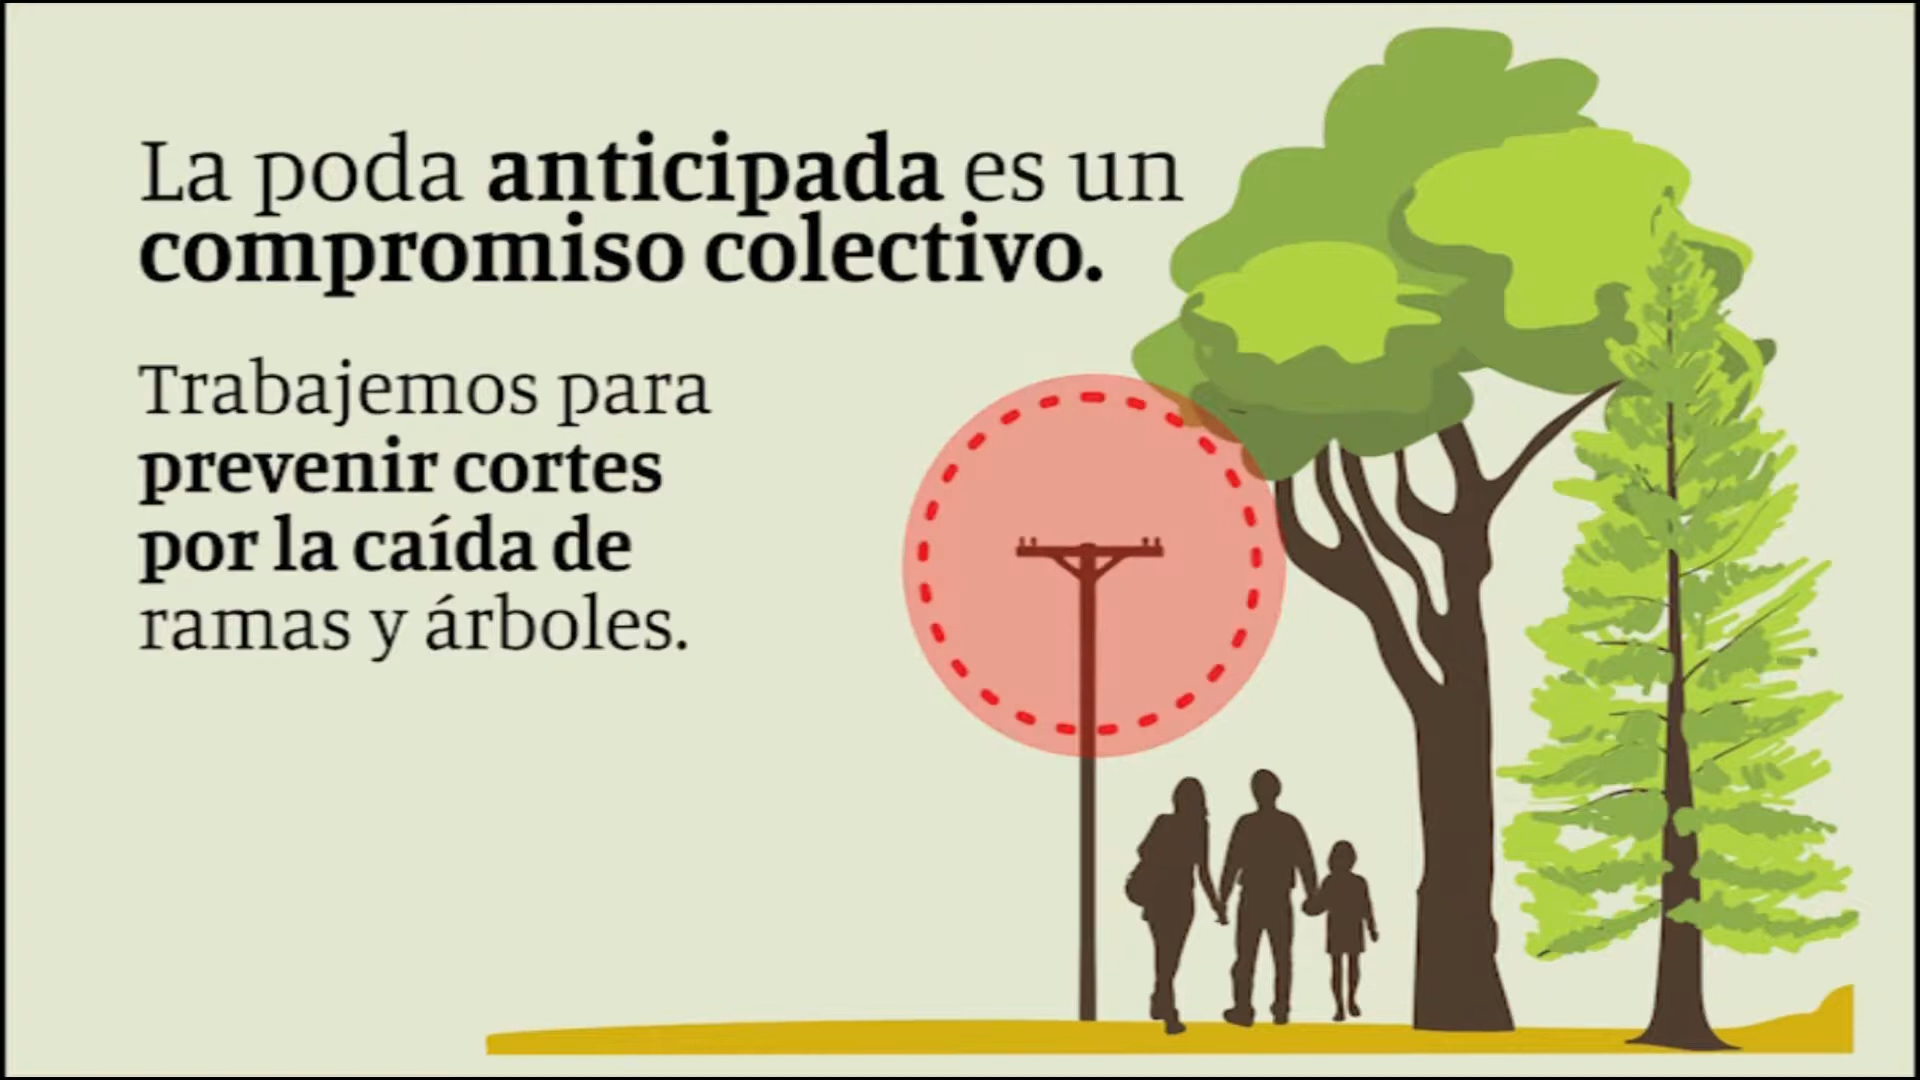 La poda anticipada es un
compromiso colectivo.
Trabajemos para
prevenir cortes
por la caída de
ramas y árboles.